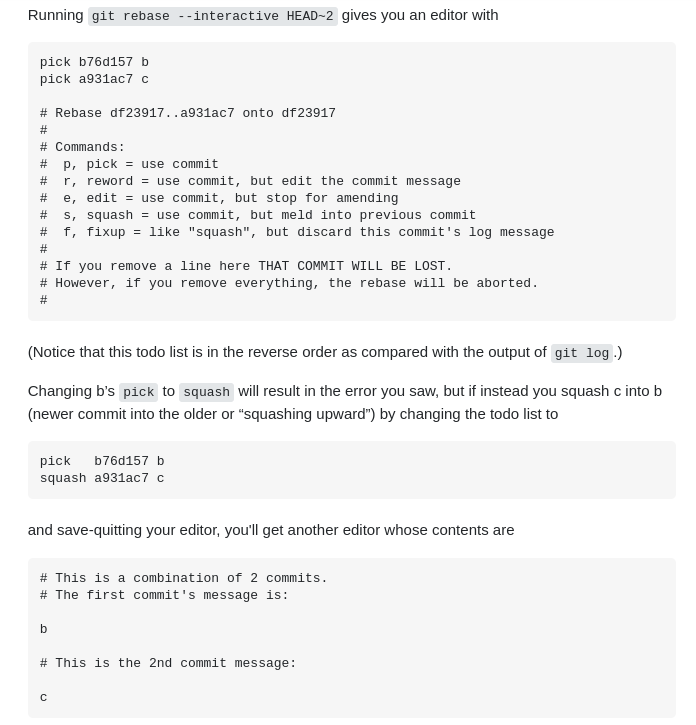 Running git rebase --interactive HEAD~2 gives you an editor with
pick b76d157 b
pick a931ac7 c
# Rebase df23917..a931ac7 onto df23917
#
# Commands:
#  p, pick = use commit
#  r, reword = use commit, but edit the commit message
#  e, edit = use commit, but stop for amending
#  s, squash = use commit, but meld into previous commit
#  f, fixup = like "squash", but discard this commit's log message
#
# If you remove a line here THAT COMMIT WILL BE LOST.
# However, if you remove everything, the rebase will be aborted.
#
(Notice that this todo list is in the reverse order as compared with the output of git log.)
Changing b's pick to squash will result in the error you saw, but if instead you squash c into b
(newer commit into the older or “squashing upward”) by changing the todo list to
pick   b76d157 b
squash a931ac7 c
and save-quitting your editor, you'll get another editor whose contents are
# This is a combination of 2 commits.
# The first commit's message is:
b
# This is the 2nd commit message:
c